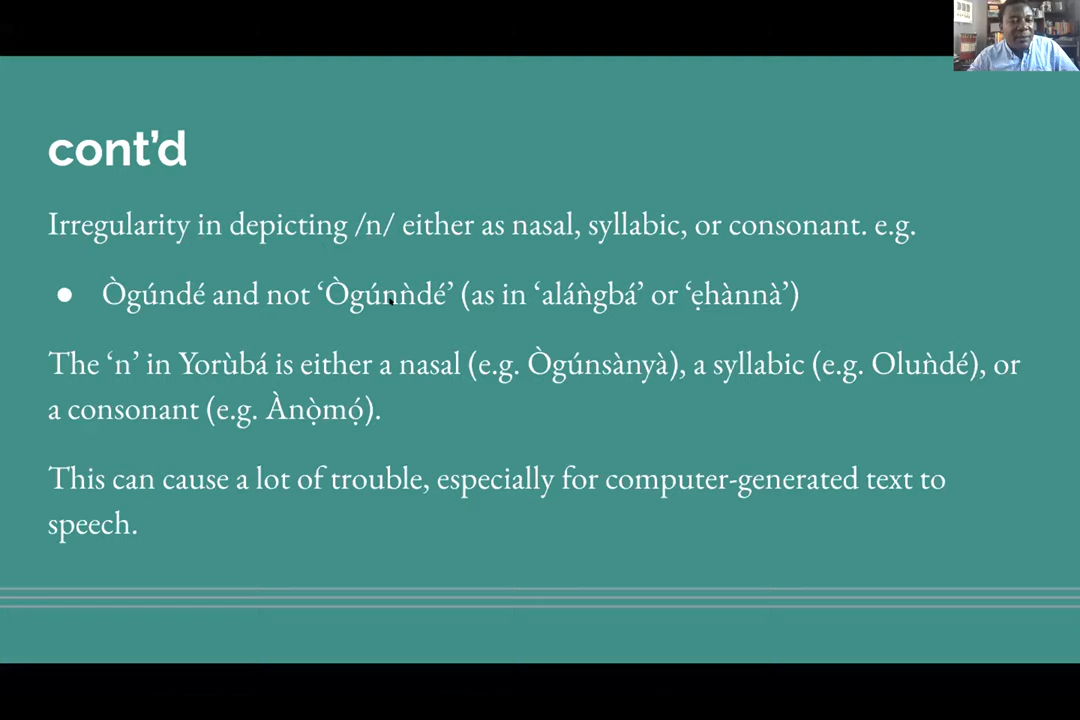 cont’d
Irregularity in depicting /n/ either as nasal, syllabic, or consonant. e.g.
● Ògúndé and not ‘Ògúnǹdé’ (as in ‘aláǹgbá’ or ‘ẹhànnà’)
The ‘n’ in Yorùbá is either a nasal (e.g. Ògúnsànyà), a syllabic (e.g. Oluǹdé), or
a consonant (e.g. Ànọ̀mọ́).
This can cause a lot of trouble, especially for computer-generated text to
speech.